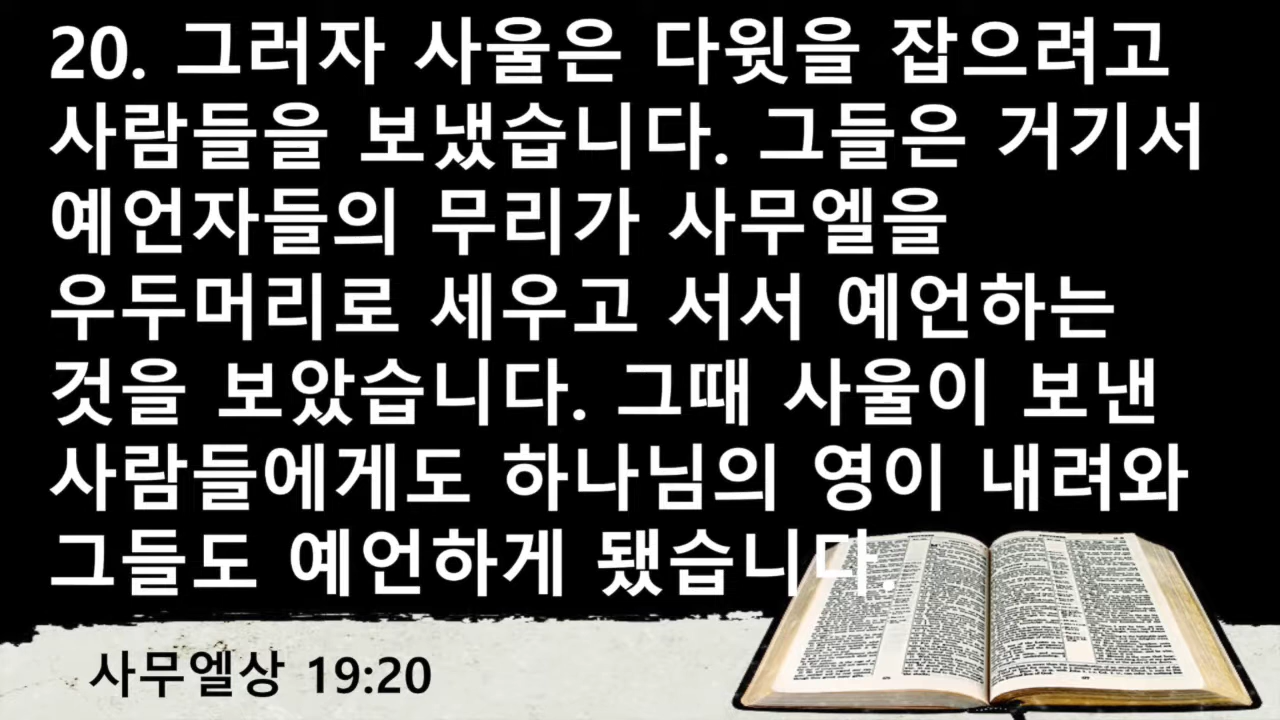 20. 그러자 사울은 다윗을 잡으려고
사람들을 보냈습니다. 그들은 거기서
예언자들의 무리가 사무엘을
우두머리로 세우고 서서 예언하는
것을 보았습니다. 그때 사울이 보낸
사람들에게도 하나님의 영이 내려와
그들도 예언하게 됐습니다.
사무엘상 19:20